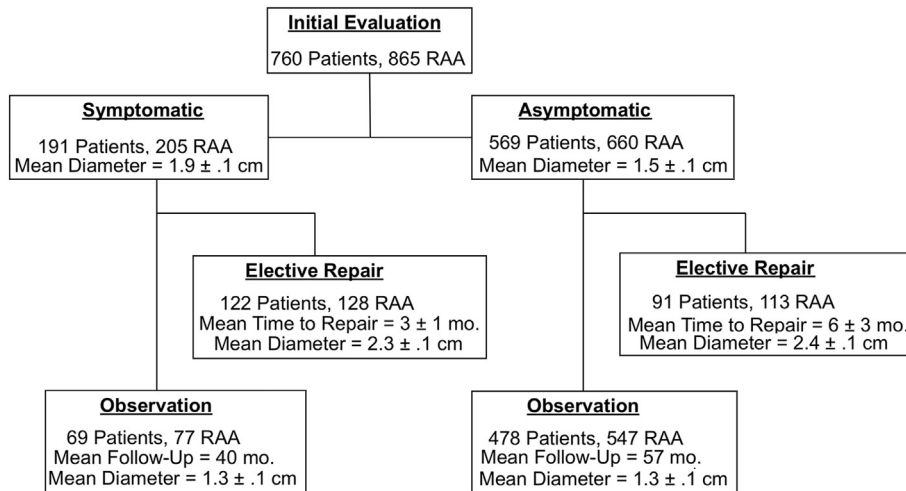 Initial Evaluation
760 Patients, 865 RAA
Symptomatic
191 Patients, 205 RAA
Mean Diameter = 1.9 ± .1 cm
Asymptomatic
569 Patients, 660 RAA
Mean Diameter = 1.5 ± .1 cm
Elective Repair
122 Patients, 128 RAA
Mean Time to Repair = 3 ± 1 mo.
Mean Diameter = 2.3 ± .1 cm
Elective Repair
91 Patients, 113 RAA
Mean Time to Repair = 6 ± 3 mo.
Mean Diameter = 2.4 ± .1 cm
Observation
69 Patients, 77 RAA
Mean Follow-Up = 40 mo.
Mean Diameter = 1.3 ± .1 cm
Observation
478 Patients, 547 RAA
Mean Follow-Up = 57 mo.
Mean Diameter = 1.3 ± .1 cm